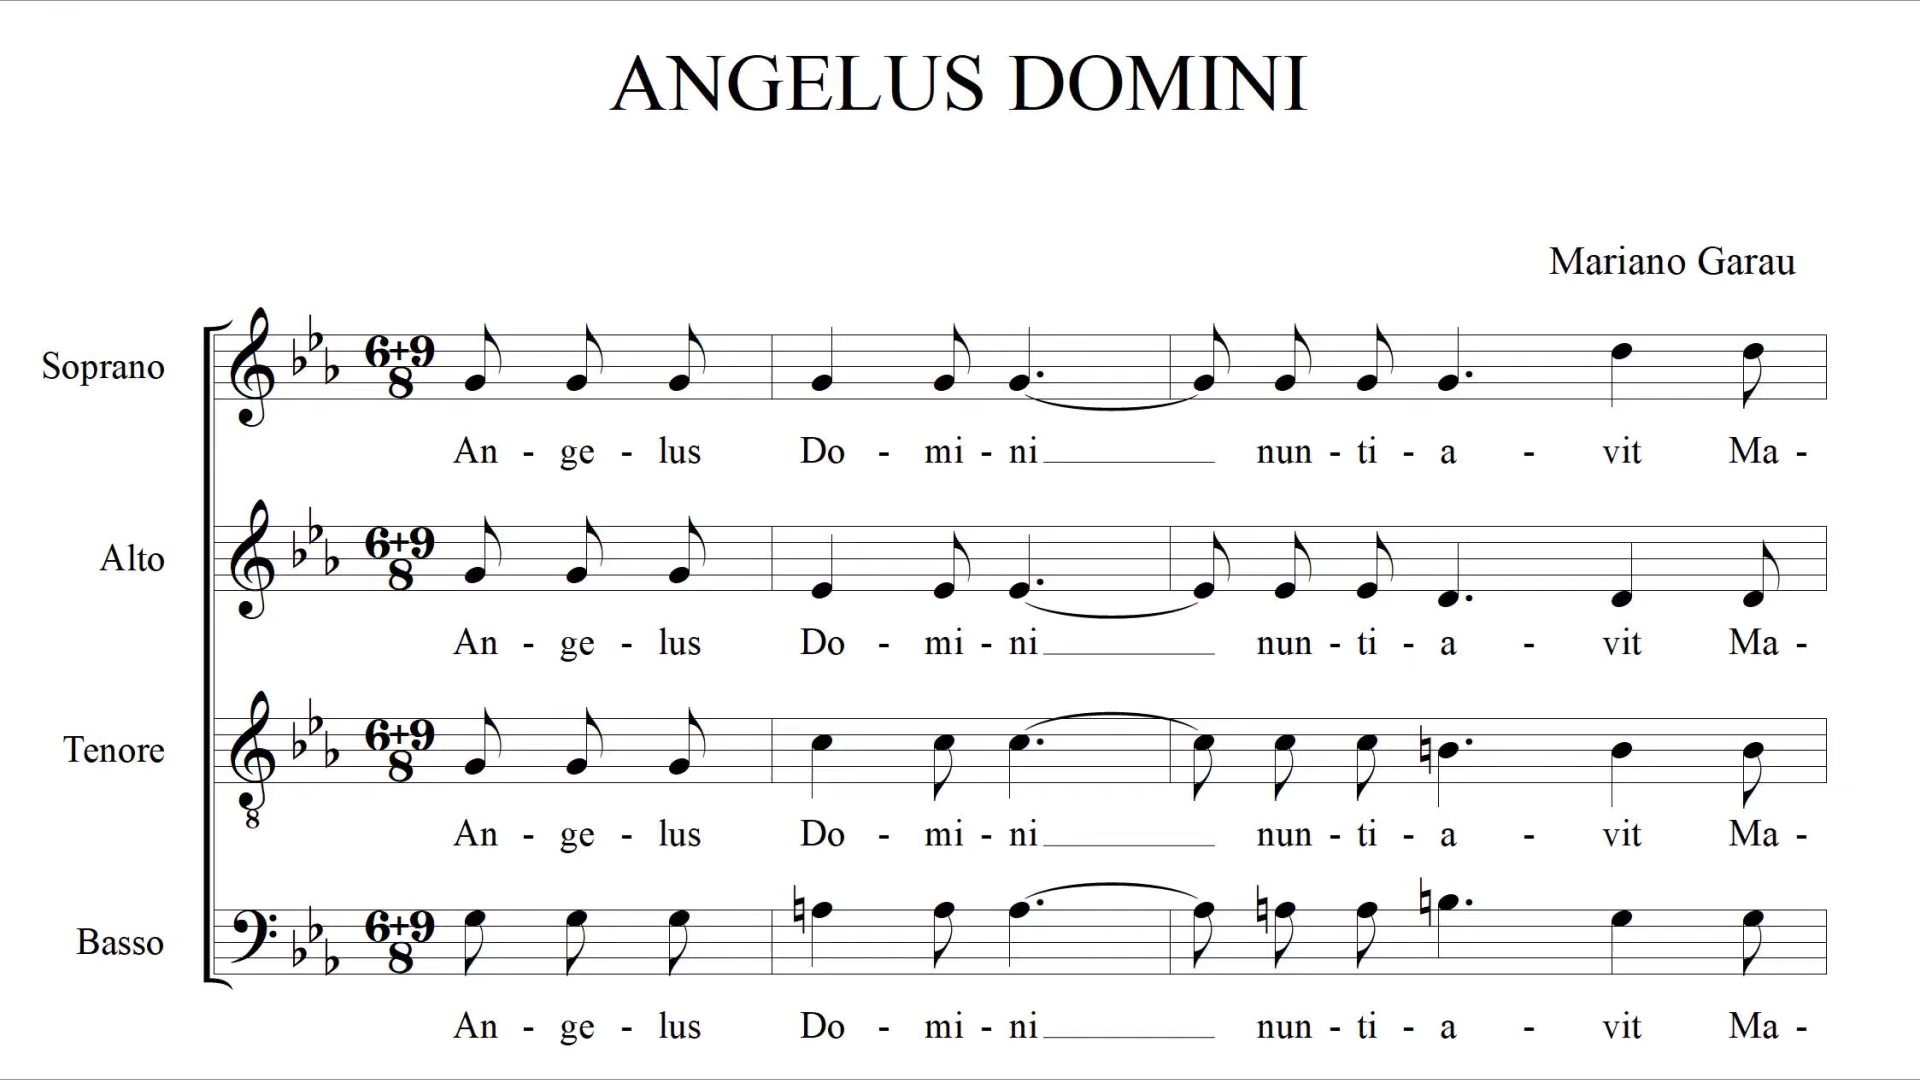 ANGELUS DOMINI
Mariano Garau
Soprano
6+9
8
An - ge - lus Do - mi - ni nun - ti - a - vit Ma -
Alto
6+9
8
An - ge - lus Do - mi - ni nun - ti - a - vit Ma -
Tenore
6+9
8
8
An - ge - lus Do - mi - ni nun - ti - a - vit Ma -
Basso
6+9
8
An - ge - lus Do - mi - ni nun - ti - a - vit Ma -